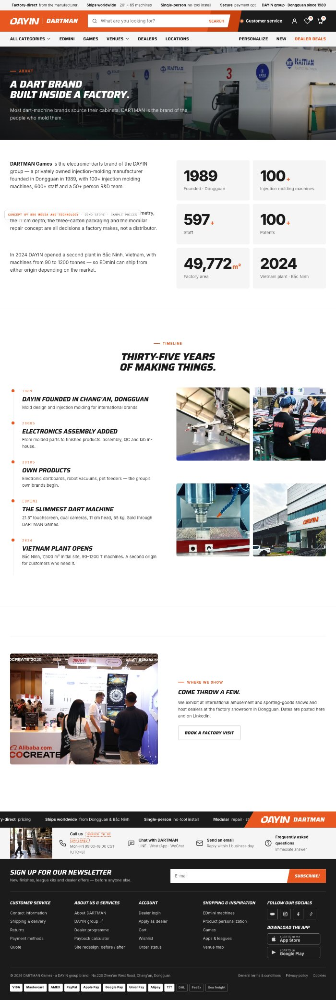 Factory-direct from the manufacturer Ships worldwide · 20' = 85 machines Single-person no-tool install Secure payment opti DAYIN group · Dongguan since 1989
DAYIN DARTMAN What are you looking for? SEARCH Customer service 0 0
ALL CATEGORIES EDMINI GAMES VENUES DEALERS LOCATIONS PERSONALIZE NEW DEALER DEALS
HAITIAN
PLASTICS MACHINERY
3
ABOUT
A DART BRAND
BUILT INSIDE A FACTORY.
Most dart-machine brands source their cabinets. DARTMAN is the brand of the
people who mold them.
DARTMAN Games is the electronic-darts brand of the DAYIN
group — a privately owned injection-molding manufacturer
founded in Dongguan in 1989, with 100+ injection molding
machines, 600+ staff and a 50+ person R&D team.
metry,
CONCEPT BY BBK MEDIA AND TECHNOLOGY · DEMO STORE · SAMPLE PRICES
the 11 cm depth, the three-carton packaging and the modular
repair concept are all decisions a factory makes, not a distributor.
In 2024 DAYIN opened a second plant in Bắc Ninh, Vietnam, with
machines from 90 to 1200 tonnes — so EDmini can ship from
either origin depending on the market.
1989
Founded · Dongguan
100+
Injection molding machines
597+
Staff
100+
Patents
49,772m²
Factory area
2024
Vietnam plant · Bắc Ninh
TIMELINE
THIRTY-FIVE YEARS
OF MAKING THINGS.
1989
DAYIN FOUNDED IN CHANG'AN, DONGGUAN
Mold design and injection molding for international brands.
2000S
ELECTRONICS ASSEMBLY ADDED
From molded parts to finished products: assembly, QC and lab in-
house.
2010S
OWN PRODUCTS
Electronic dartboards, robot vacuums, pet feeders — the group's
own brands begin.
EDMINI
THE SLIMMEST DART MACHINE
21.5" touchscreen, dual cameras, 11 cm head, 65 kg. Sold through
DARTMAN Games.
2024
VIETNAM PLANT OPENS
Bắc Ninh, 7,500 m² initial site, 90–1200 T machines. A second origin
for customers who need it.
DAYIN
OCREATE 2025
JINWEI
Search
Alibaba.co
Alibaba.com
COCREATE
WHERE WE SHOW
COME THROW A FEW.
We exhibit at international amusement and sporting-goods shows and
host dealers at the factory showroom in Dongguan. Dates are posted here
and on LinkedIn.
BOOK A FACTORY VISIT
y-direct pricing Ships worldwide from Dongguan & Bắc Ninh Single-person no-tool install Modular repair · st DAYIN DARTMAN
Call us NUMBER TO BE
CONFIRMED
Mon–Fri 09:00–18:00 CST
(UTC+8)
Chat with DARTMAN
LINE · WhatsApp · WeChat
Send an email
Reply within 1 business day
Frequently asked
questions
Immediate answer
SIGN UP FOR OUR NEWSLETTER
New finishes, league kits and dealer offers — before anyone else.
E-mail SUBSCRIBE!
CUSTOMER SERVICE
Contact information
Shipping & delivery
Returns
Payment methods
Quote
ABOUT US & SERVICES
About DARTMAN
DAYIN group ↗
Dealer programme
Payback calculator
Site redesign: before / after
ACCOUNT
Dealer login
Apply as dealer
Cart
Wishlist
Order status
SHOPPING & INSPIRATION
EDmini machines
Product personalization
Games
Apps & leagues
Venue map
FOLLOW OUR SOCIALS
DOWNLOAD THE APP
eDARTS on the
App Store
eDARTS on
Google Play
© 2026 DARTMAN Games · a DAYIN group brand · No.220 Zhen'an West Road, Chang'an, Dongguan General terms & conditions Privacy policy Cookies
VISA Mastercard AMEX PayPal Apple Pay Google Pay UnionPay Alipay T/T DHL FedEx Sea freight